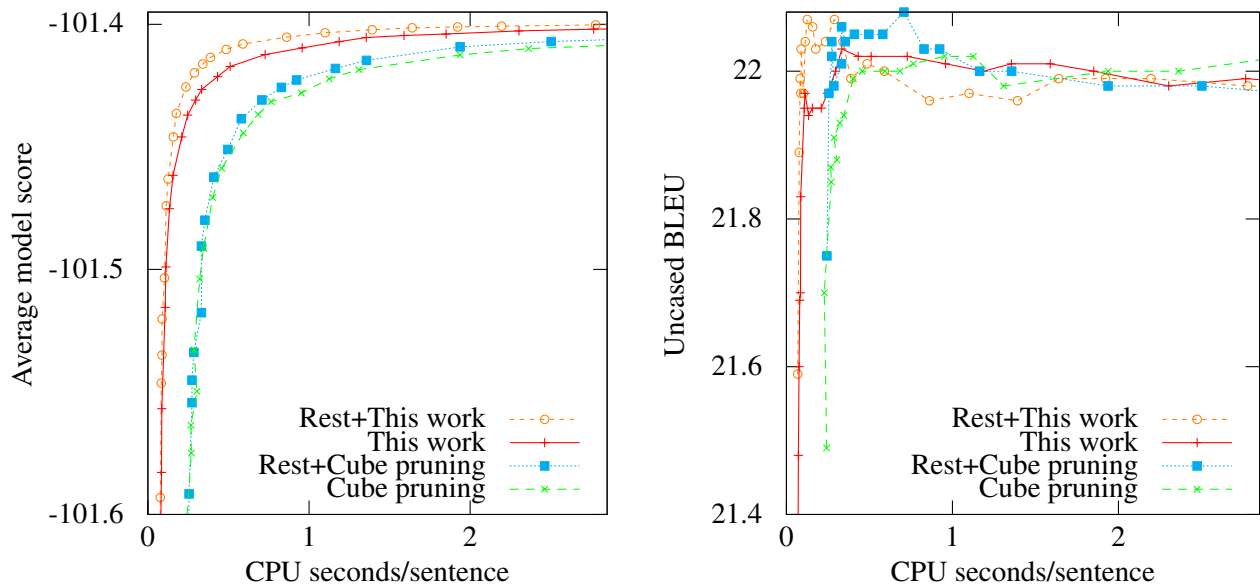 -101.4
-101.5
-101.6
0
1
2
Average model score
CPU seconds/sentence
Rest+This work
This work
Rest+Cube pruning
Cube pruning
22
21.8
21.6
21.4
0
1
2
Uncased BLEU
CPU seconds/sentence
Rest+This work
This work
Rest+Cube pruning
Cube pruning